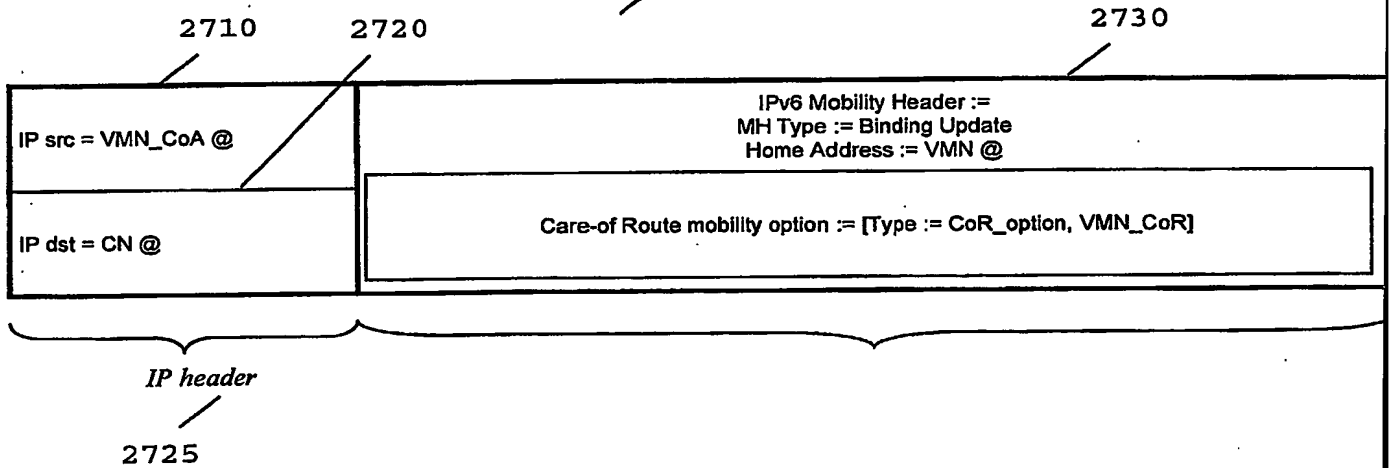 2710
2720
2730
IP src = VMN_CoA @
IPv6 Mobility Header :=
MH Type := Binding Update
Home Address := VMN @
Care-of Route mobility option := [Type := CoR_option, VMN_CoR]
IP dst = CN @
IP header
2725